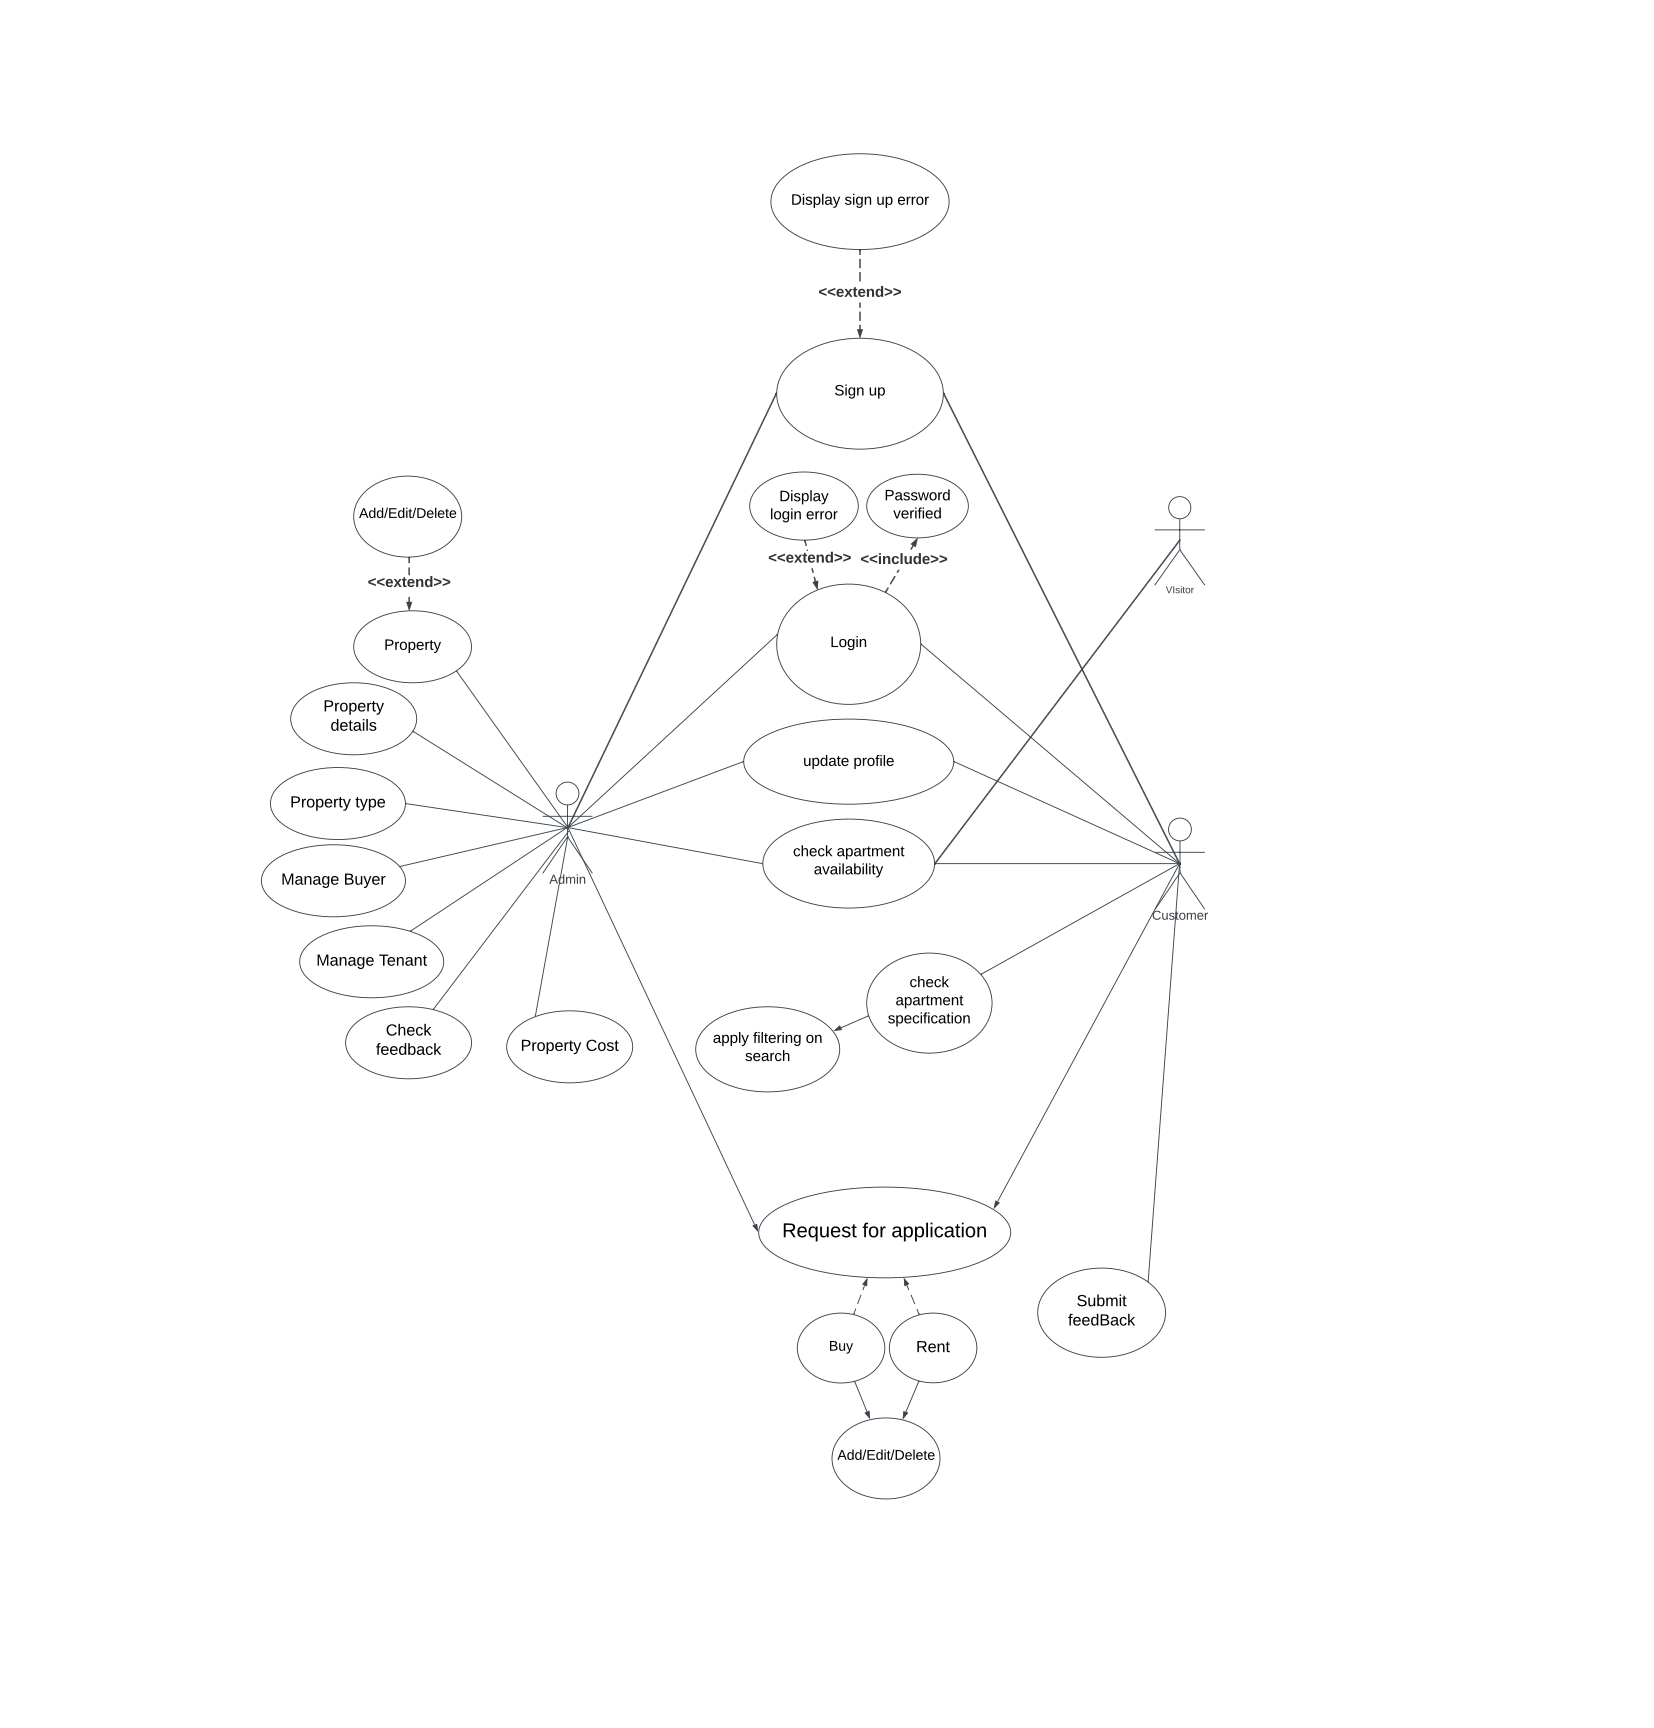 Display sign up error
<<extend>>
Sign up
Display
login error
Password
verified
Add/Edit/Delete
<<extend>>
<<include>>
<<extend>>
VIsitor
Property
Login
Property
details
update profile
Property type
check apartment
availability
Manage Buyer
Admin
Customer
Manage Tenant
check
apartment
specification
Check
feedback
Property Cost
apply filtering on
search
Request for application
Submit
feedBack
Buy
Rent
Add/Edit/Delete